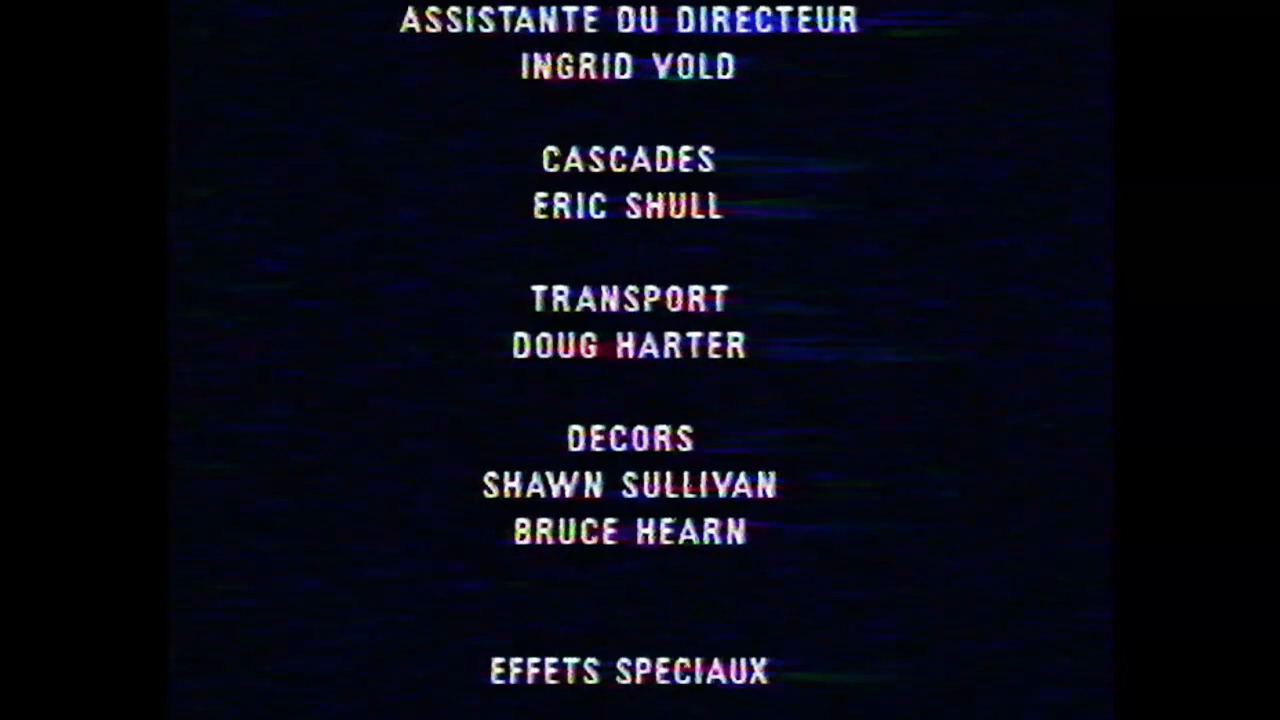 ASSISTANTE DU DIRECTEUR
INGRID VOLD
CASCADES
ERIC SHULL
TRANSPORT
DOUG HARTER
DECORS
SHAWN SULLIVAN
BRUCE HEARN
EFFETS SPECIAUX